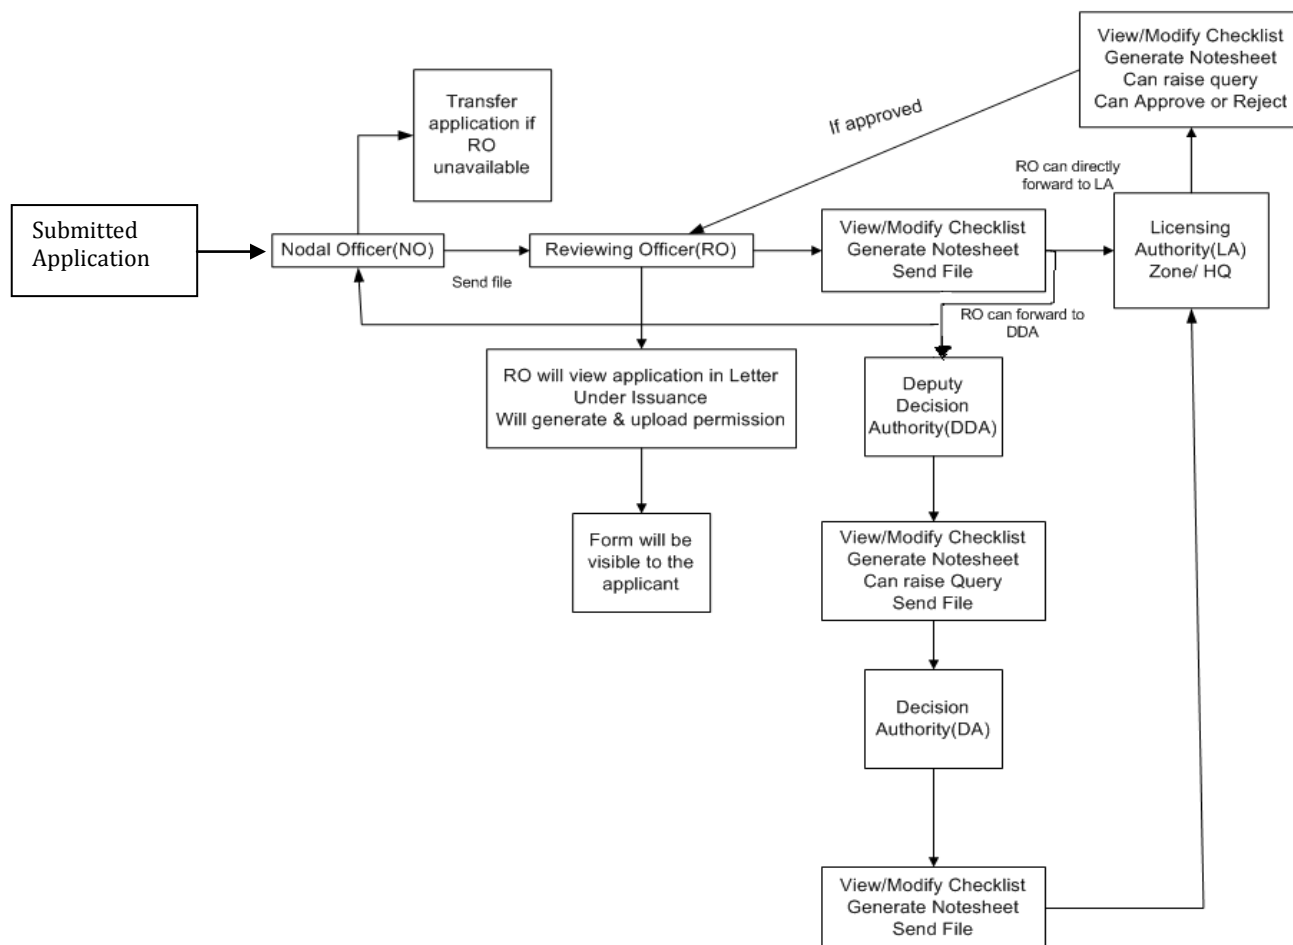 View/Modify Checklist
Generate Notesheet
Can raise query
Can Approve or Reject
Transfer
application if
RO
unavailable
If approved
RO can directly
forward to LA
Submitted
Application
Nodal Officer(NO)
Send file
Reviewing Officer(RO)
View/Modify Checklist
Generate Notesheet
Send File
Licensing
Authority(LA)
Zone/ HQ
RO can forward to
DDA
RO will view application in Letter
Under Issuance
Will generate & upload permission
Deputy
Decision
Authority(DDA)
Form will be
visible to the
applicant
View/Modify Checklist
Generate Notesheet
Can raise Query
Send File
Decision
Authority(DA)
View/Modify Checklist
Generate Notesheet
Send File